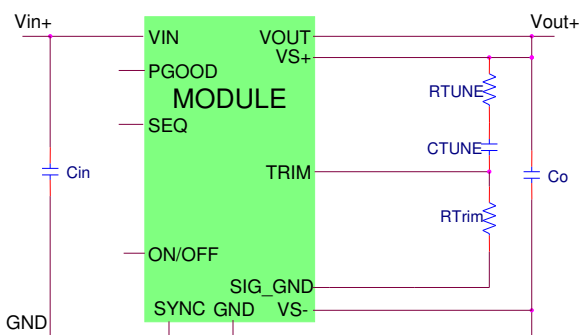 Vin+
Vout+
VIN
VOUT
VS+
PGOOD
RTUNE
MODULE
SEQ
CTUNE
Cin
TRIM
Co
RTrim
ON/OFF
SIG_GND
GND
SYNC
GND
VS-